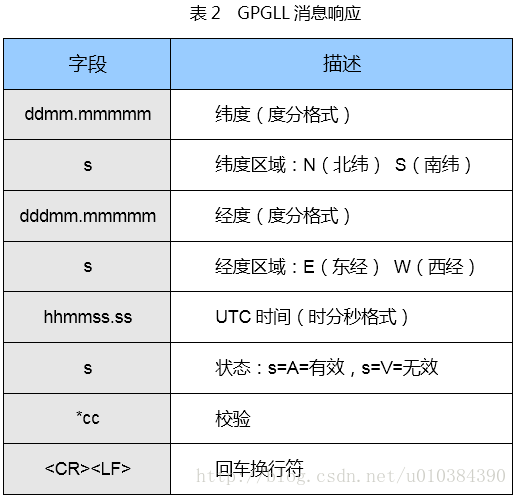 表 2 GPGLL 消息响应
字段 描述
ddmm.mmmmm 纬度（度分格式）
s 纬度区域：N（北纬） S（南纬）
dddmm.mmmmm 经度（度分格式）
s 经度区域：E（东经） W（西经）
hhmmss.ss UTC 时间（时分秒格式）
s 状态：s=A=有效，s=V=无效
*cc 校验
<CR><LF> 回车换行符
http://blog.csdn.net/u010384390